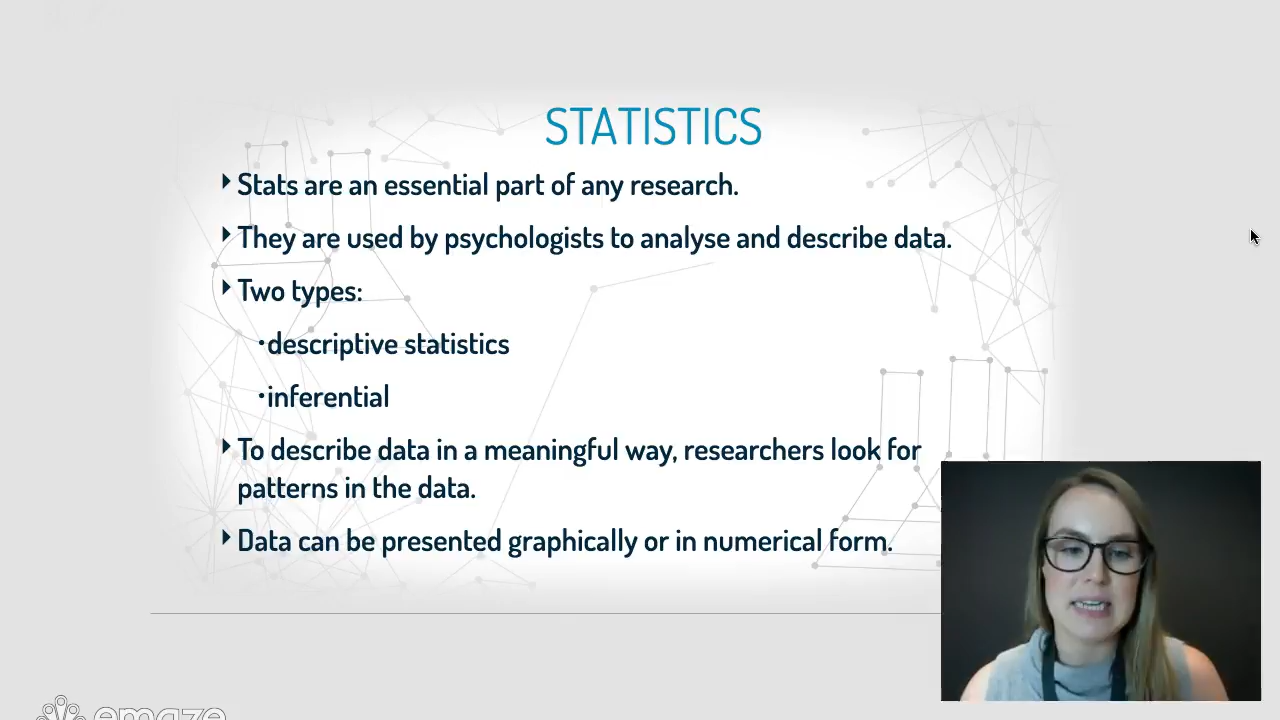 STATISTICS
Stats are an essential part of any research.
They are used by psychologists to analyse and describe data.
Two types:
•descriptive statistics
•inferential
To describe data in a meaningful way, researchers look for
patterns in the data.
Data can be presented graphically or in numerical form.
emaze